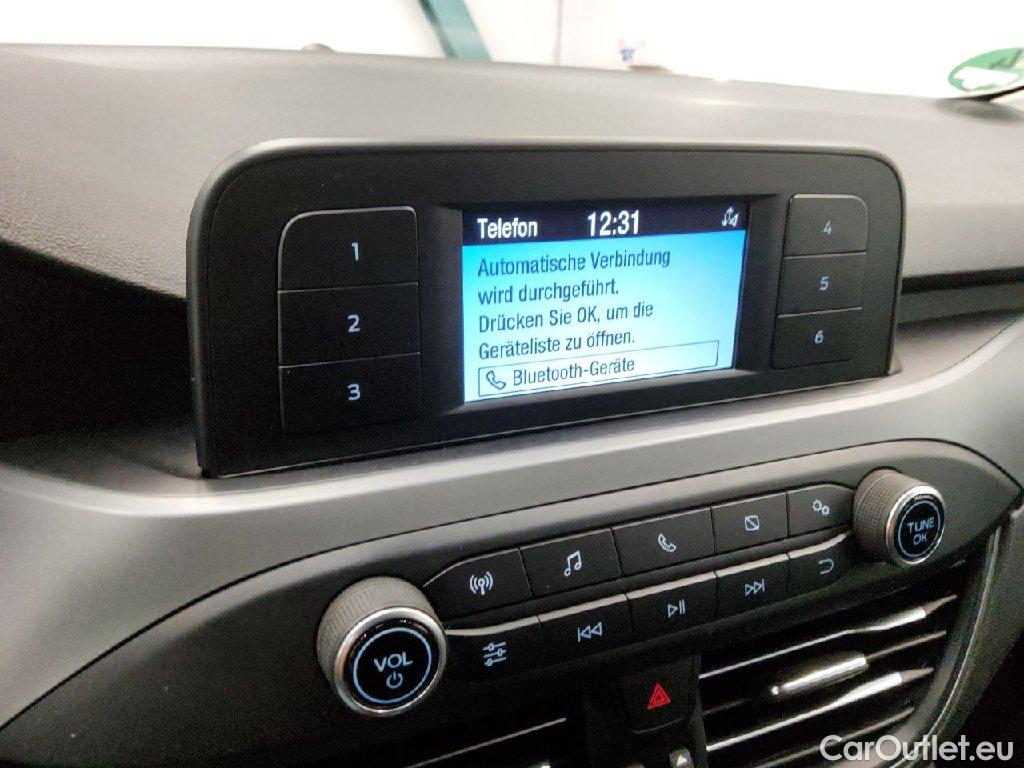 Telefon 12:31
Automatische Verbindung
wird durchgeführt.
Drücken Sie OK, um die
Geräteliste zu öffnen.
Bluetooth-Geräte
1
2
3
4
5
6
VOL
TUNE
OK
CarOutlet.eu